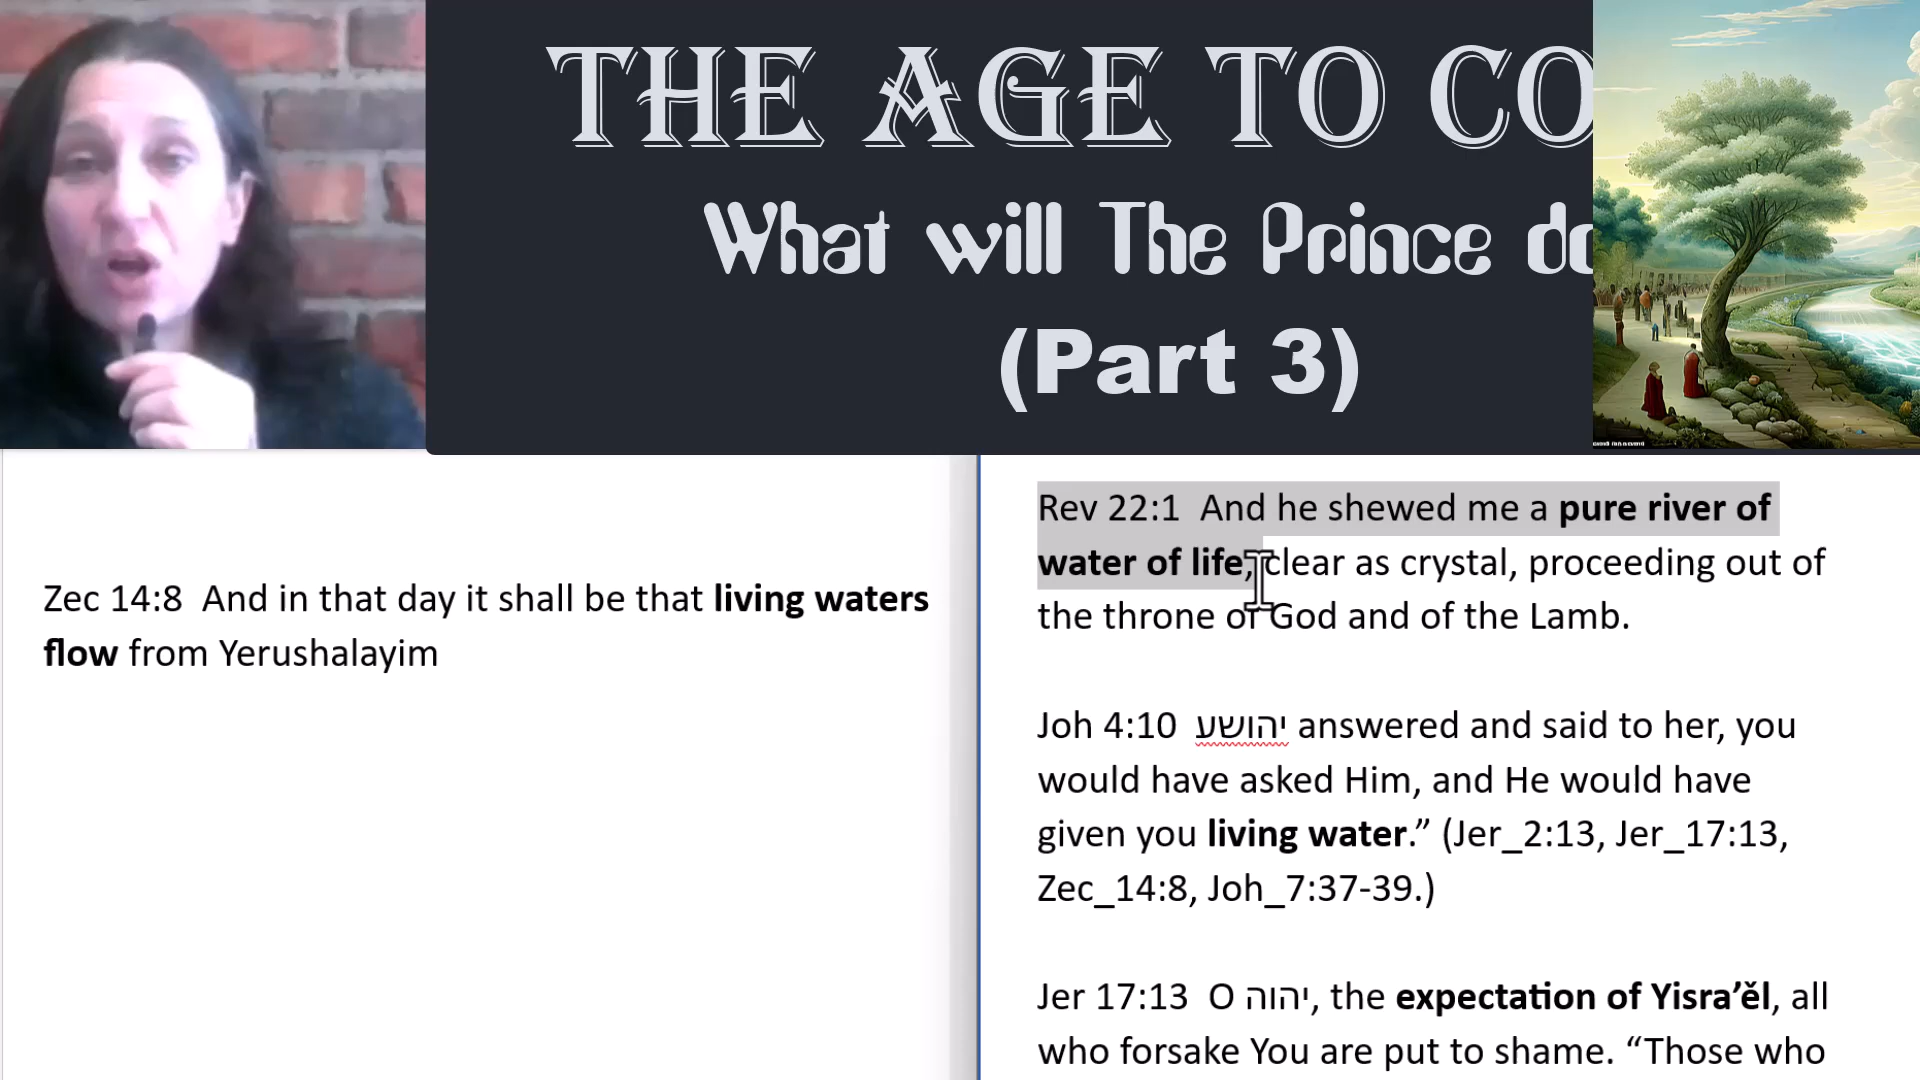 THE AGE TO CO
What will The Prince do
(Part 3)
Zec 14:8 And in that day it shall be that living waters
flow from Yerushalayim
Rev 22:1 And he shewed me a pure river of
water of life, clear as crystal, proceeding out of
the throne of God and of the Lamb.
Joh 4:10 יהושע answered and said to her, you
would have asked Him, and He would have
given you living water.” (Jer_2:13, Jer_17:13,
Zec_14:8, Joh_7:37-39.)
Jer 17:13 O יהוה, the expectation of Yisra’ĕl, all
who forsake You are put to shame. “Those who